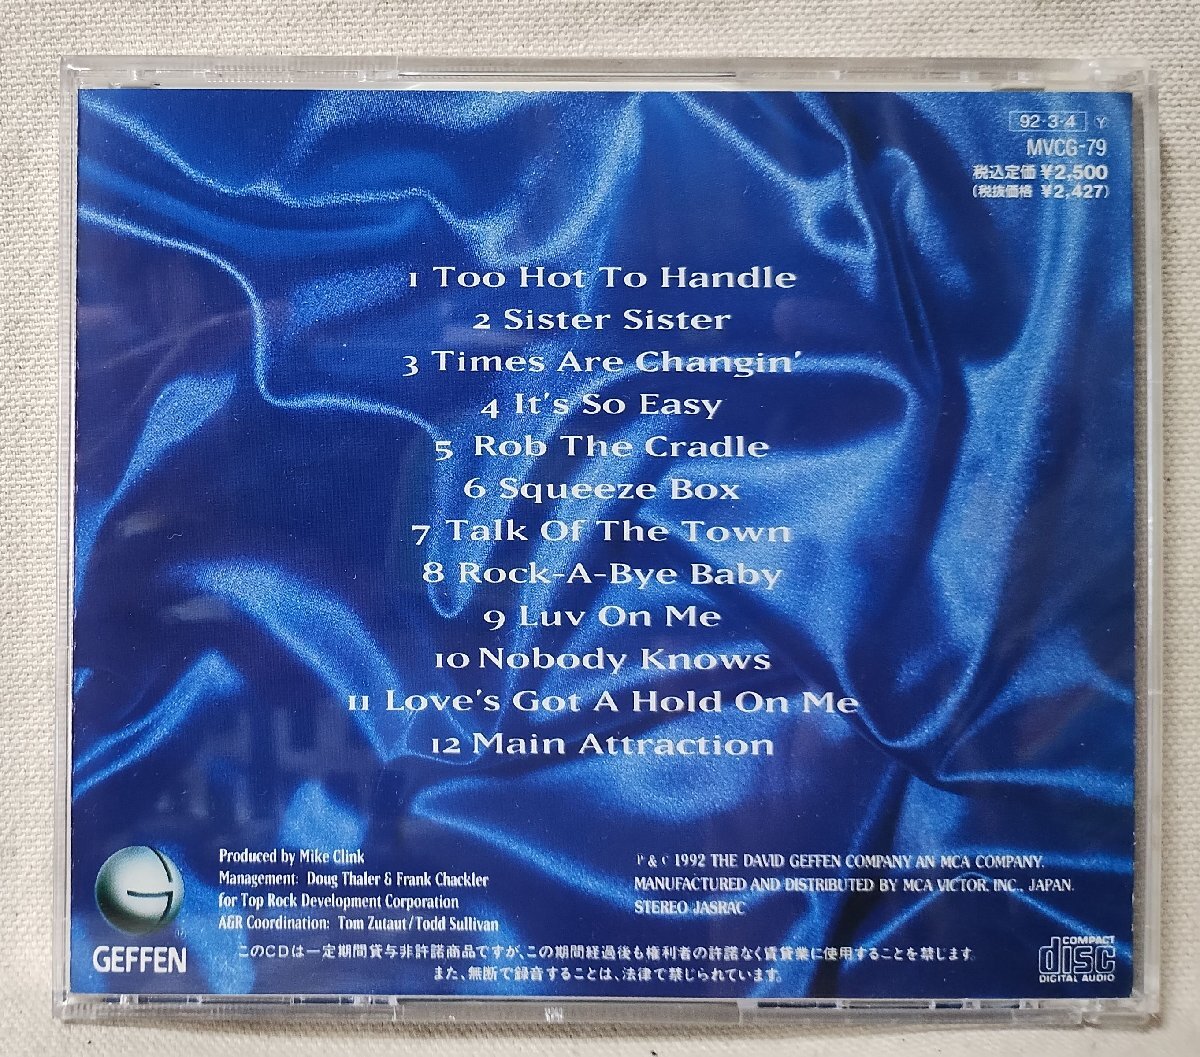 92・3・4 Y
MVCG-79
税込定価 ¥2,500
(税抜価格 ¥2,427)
1 Too Hot To Handle
2 Sister Sister
3 Times Are Changin'
4 It's So Easy
5 Rob The Cradle
6 Squeeze Box
7 Talk Of The Town
8 Rock-A-Bye Baby
9 Luv On Me
10 Nobody Knows
11 Love's Got A Hold On Me
12 Main Attraction
Produced by Mike Clink
Management: Doug Thaler & Frank Chackler
for Top Rock Development Corporation
A&R Coordination: Tom Zutaut/Todd Sullivan
GEFFEN
P & C 1992 THE DAVID GEFFEN COMPANY AN MCA COMPANY.
MANUFACTURED AND DISTRIBUTED BY MCA VICTOR, INC., JAPAN.
STEREO JASRAC
このCDは一定期間貸与非許諾商品ですが、この期間経過後も権利者の許諾なく賃貸業に使用することを禁じます。
また、無断で録音することは、法律で禁じられています。
COMPACT
disc
DIGITAL AUDIO